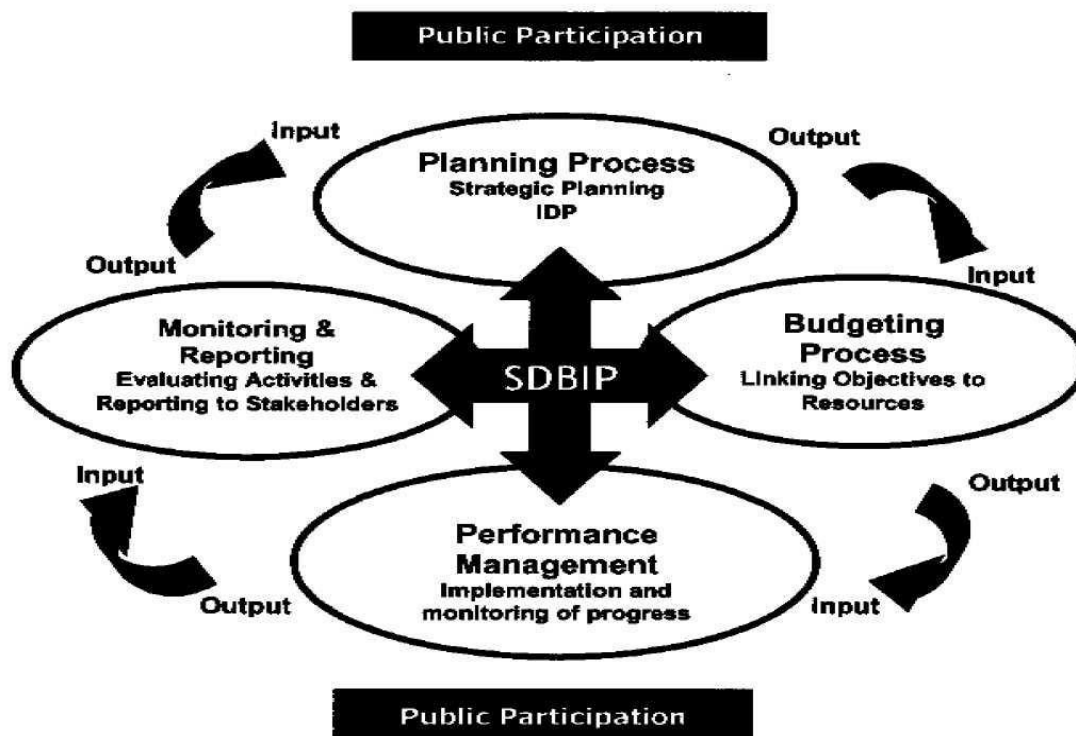 Public Participation
Input
Output
Planning Process
Strategic Planning
IDP
Output
Input
Monitoring &
Reporting
Evaluating Activities &
Reporting to Stakeholders
SDBIP
Budgeting
Process
Linking Objectives to
Resources
Input
Output
Performance
Management
Implementation and
monitoring of progress
Output
Input
Public Participation